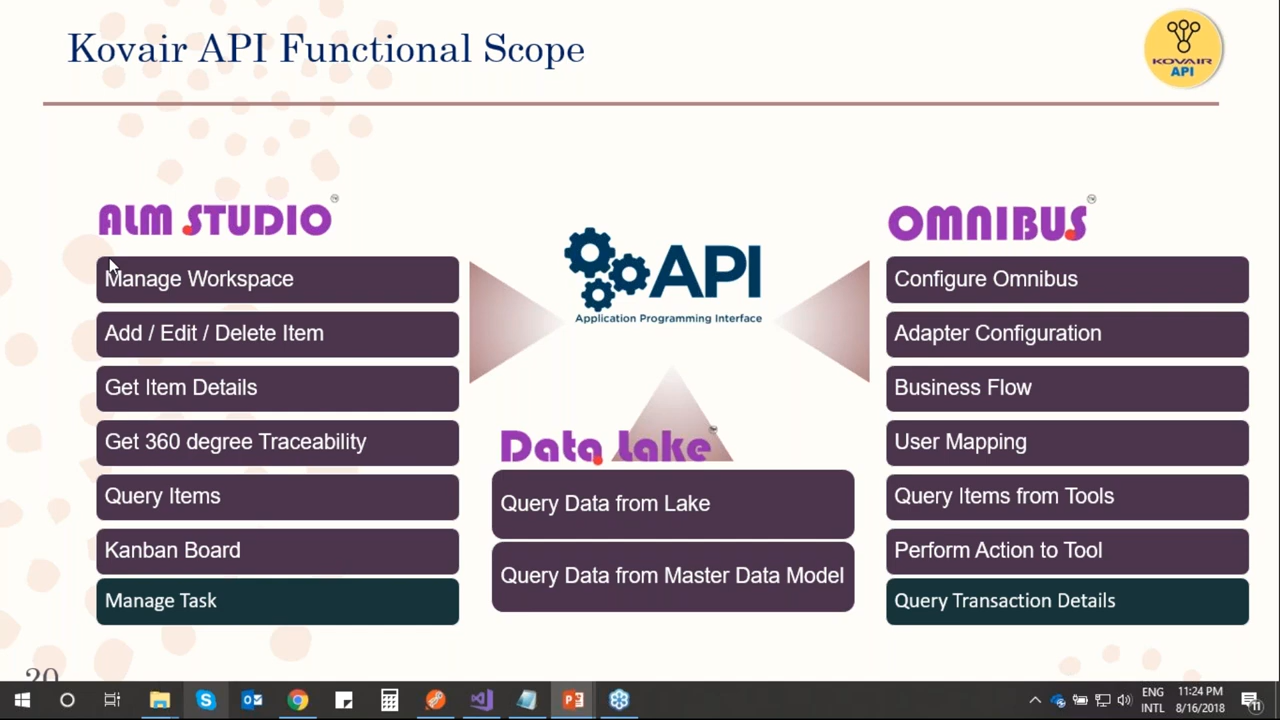 Kovair API Functional Scope
KOVAIR
API
ALM STUDIO
Manage Workspace
Add / Edit / Delete Item
Get Item Details
Get 360 degree Traceability
Query Items
Kanban Board
Manage Task
API
Application Programming Interface
Data Lake
Query Data from Lake
Query Data from Master Data Model
OMNIBUS
Configure Omnibus
Adapter Configuration
Business Flow
User Mapping
Query Items from Tools
Perform Action to Tool
Query Transaction Details
20
ENG
INTL
11:24 PM
8/16/2018
11